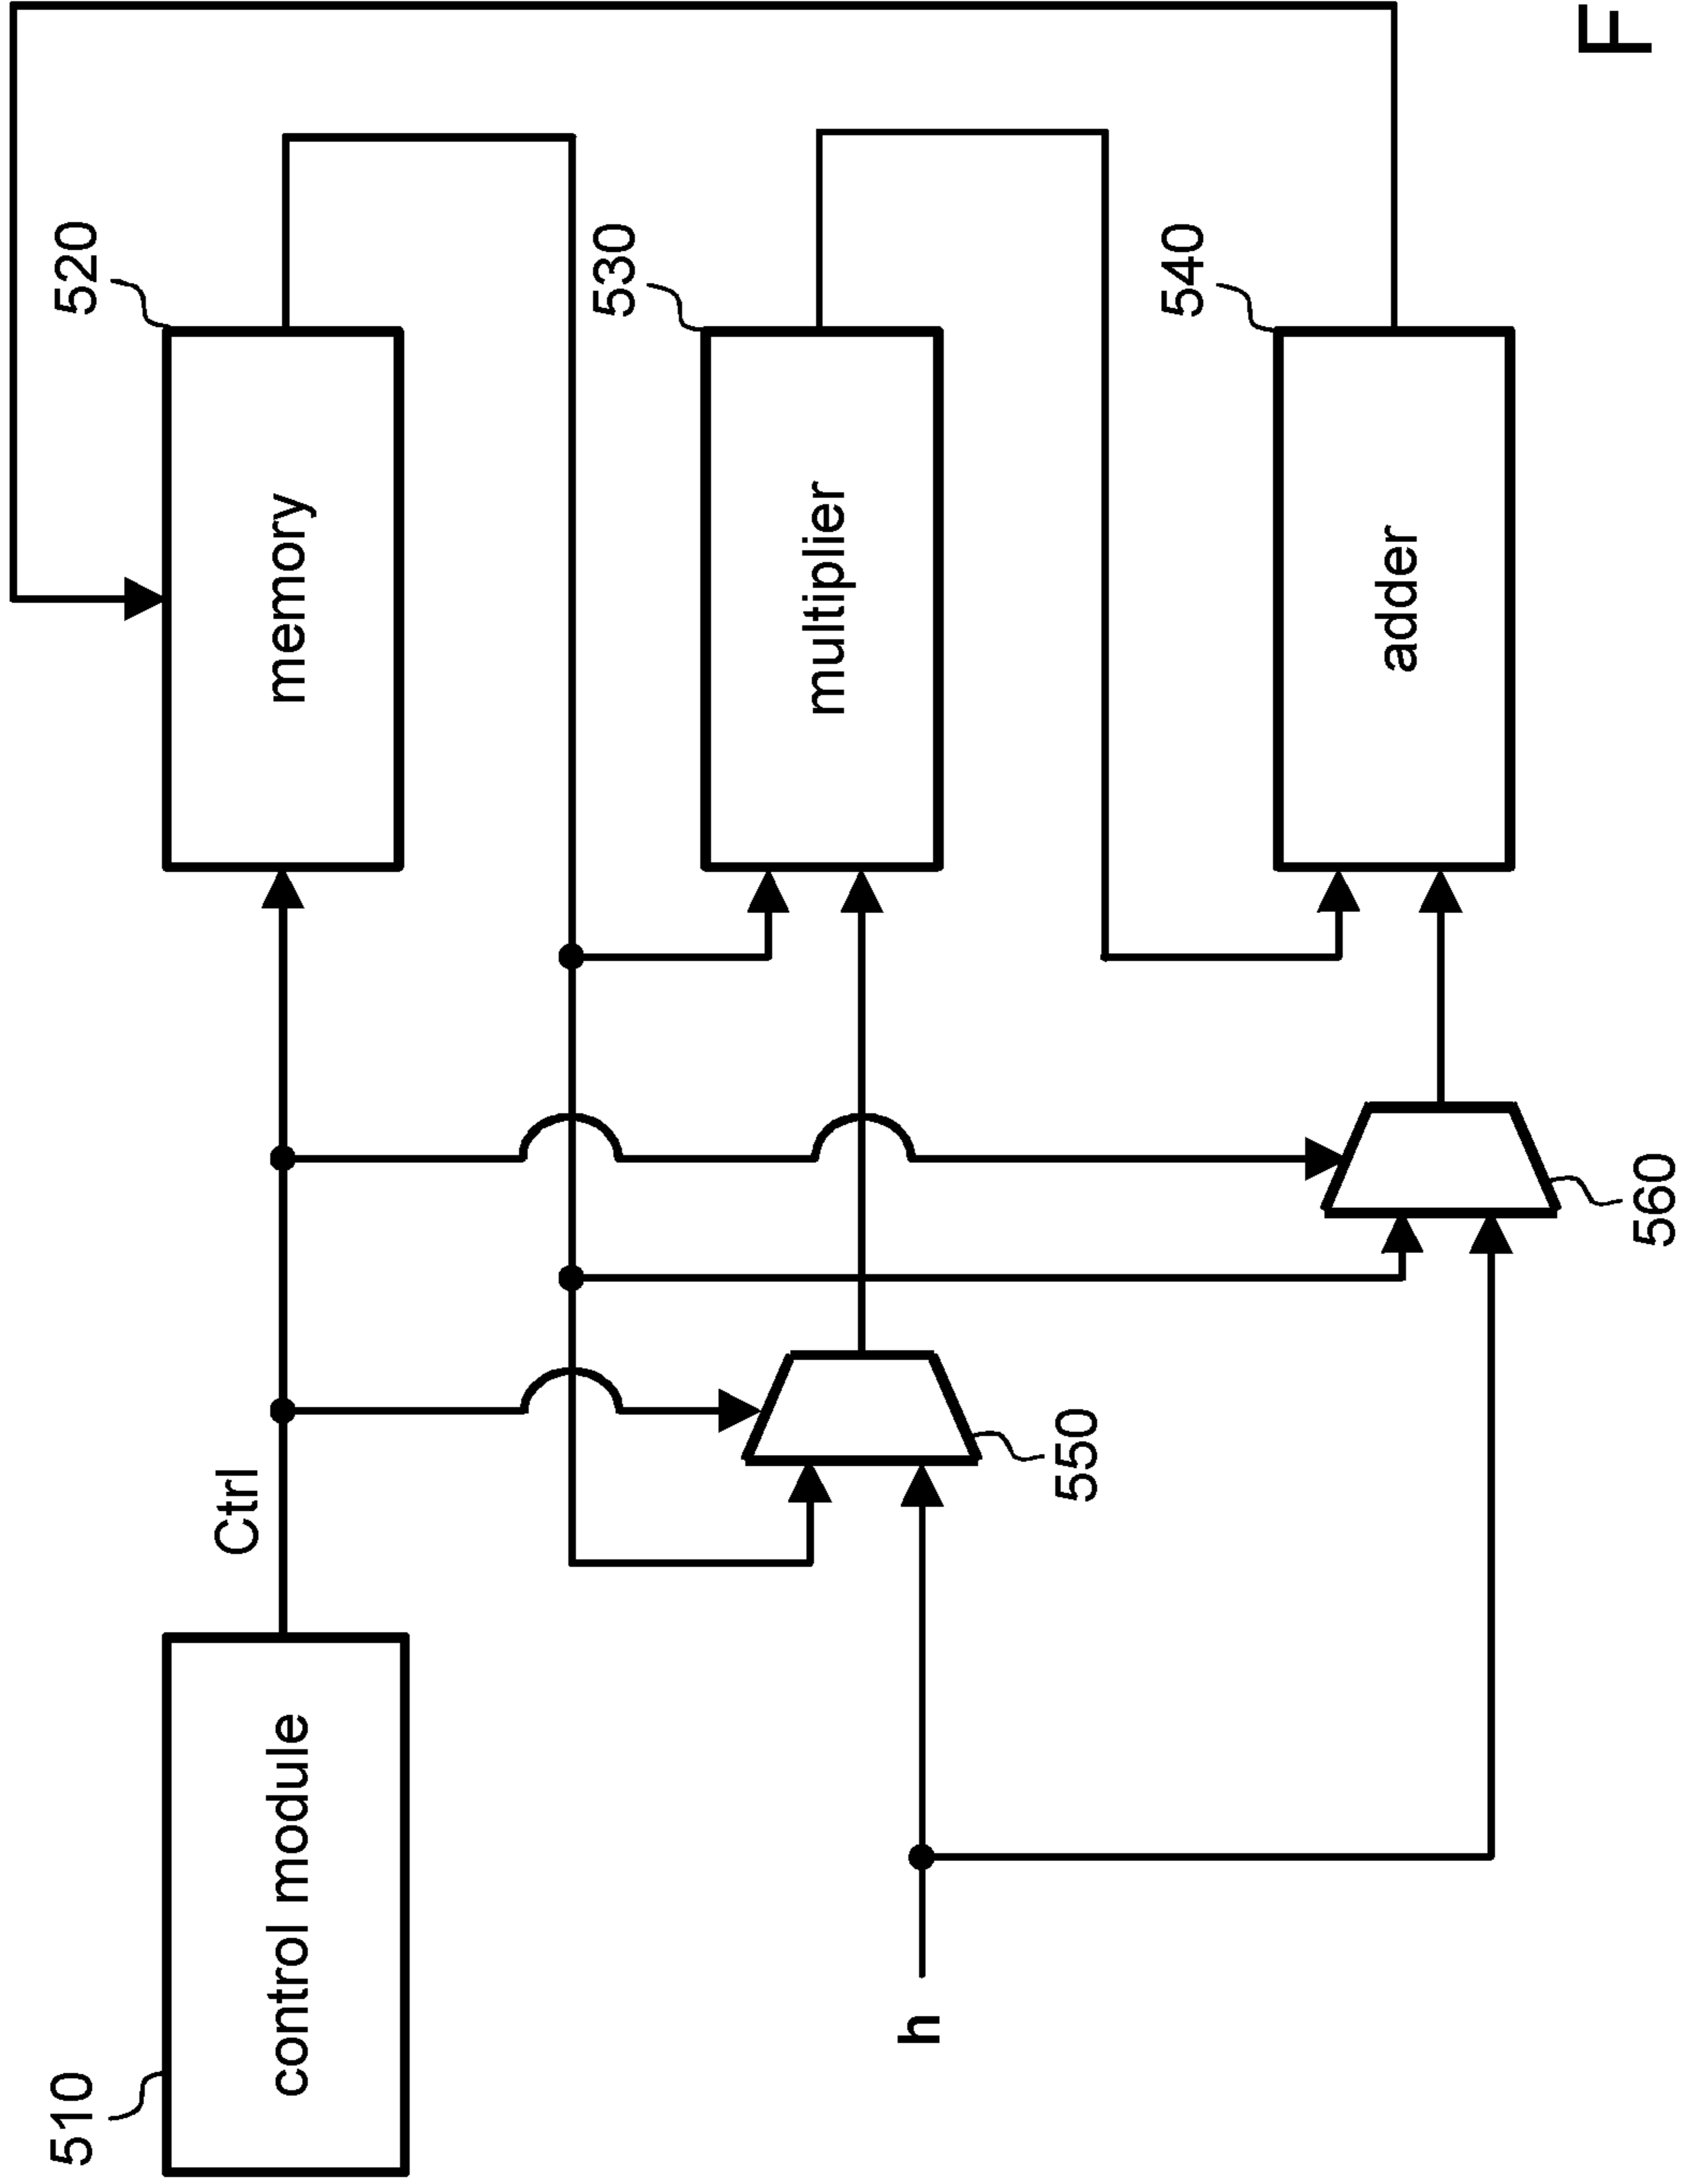 510
control module
Ctrl
520
memory
530
multiplier
540
adder
550
560
h
F